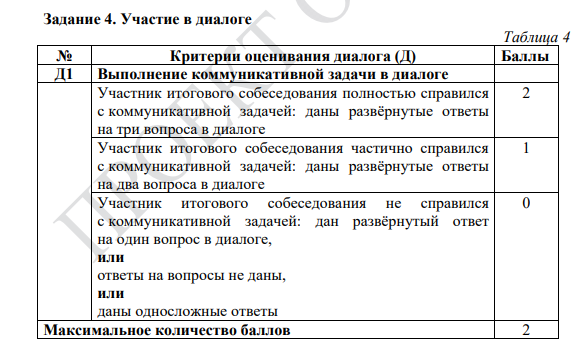 Задание 4. Участие в диалоге
Таблица 4
№ Критерии оценивания диалога (Д) Баллы
Д1 Выполнение коммуникативной задачи в диалоге
Участник итогового собеседования полностью справился 2
с коммуникативной задачей: даны развёрнутые ответы
на три вопроса в диалоге
Участник итогового собеседования частично справился 1
с коммуникативной задачей: даны развёрнутые ответы
на два вопроса в диалоге
Участник итогового собеседования не справился 0
с коммуникативной задачей: дан развёрнутый ответ
на один вопрос в диалоге,
или
ответы на вопросы не даны,
или
даны односложные ответы
Максимальное количество баллов 2
ПРОЕКТ